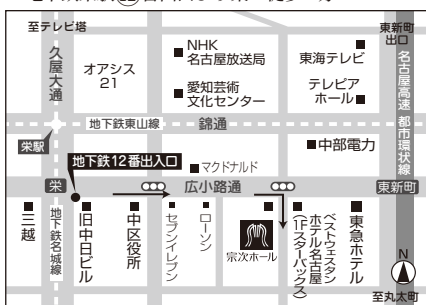 至テレビ塔
東新町
出口
NHK
名古屋放送局
東海テレビ
久屋大通
オアシス
21
愛知芸術
文化センター
テレピア
ホール
名古屋高速 都市環状線
地下鉄東山線
錦通
栄駅
中部電力
地下鉄12番出入口
マクドナルド
栄
広小路通
東新町
三越
地下鉄名城線
旧中日ビル
中区役所
セブンイレブン
ローソン
宗次ホール
ベストウェスタン
ホテル名古屋
(1Fスターバックス)
東急ホテル
N
至丸太町